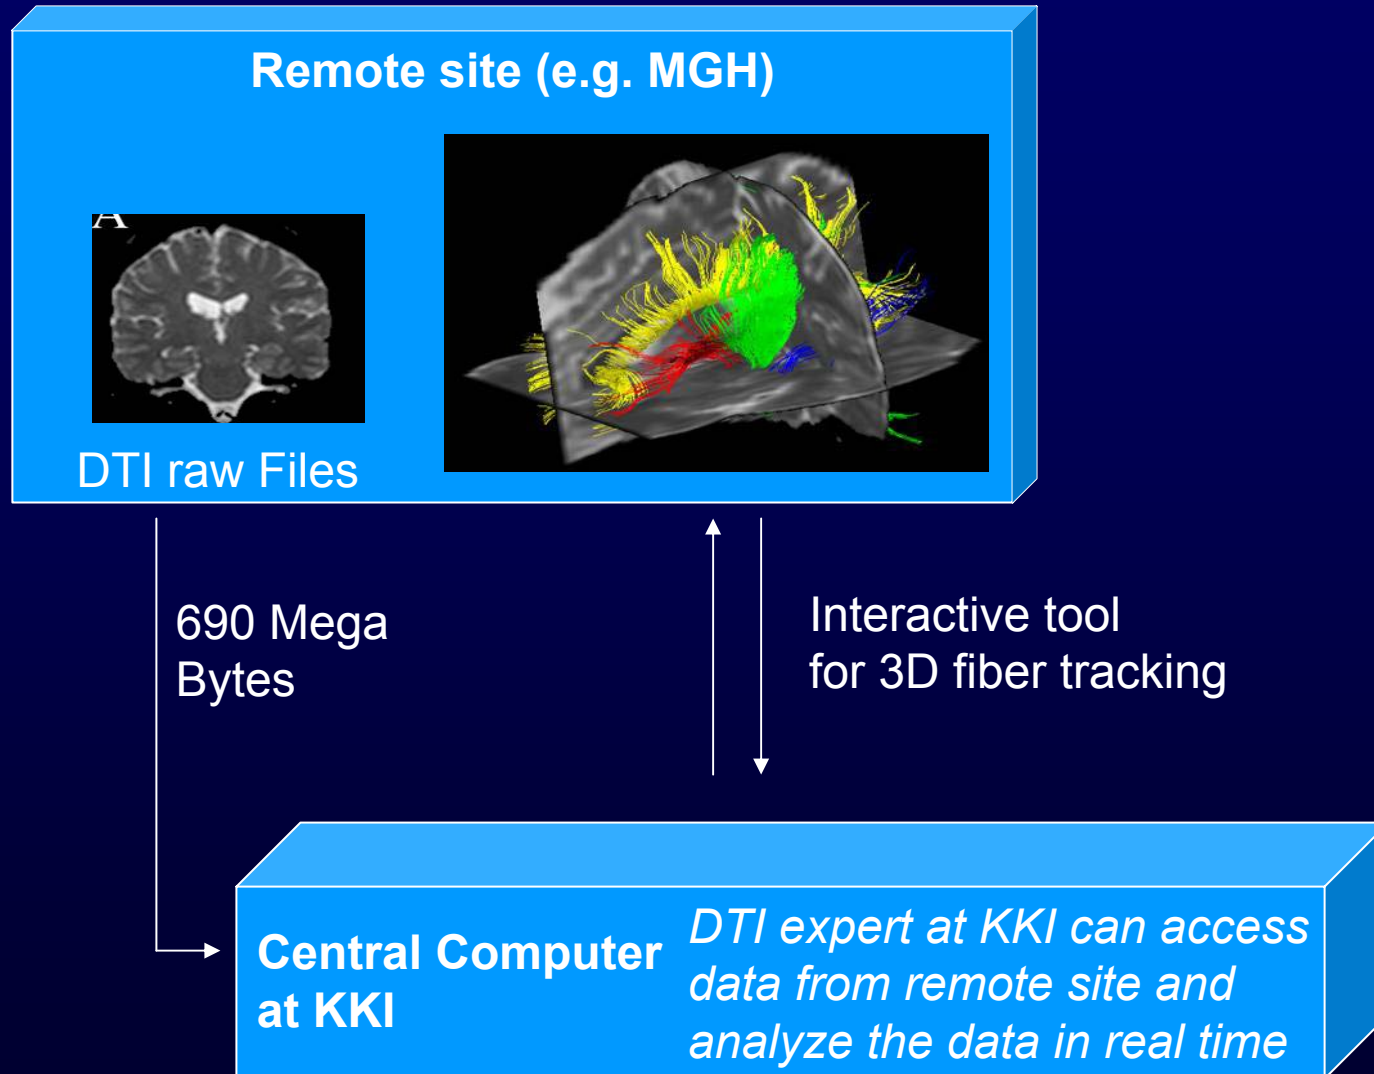 Remote site (e.g. MGH)
A
DTI raw Files
690 Mega
Bytes
Interactive tool
for 3D fiber tracking
Central Computer
at KKI
DTI expert at KKI can access
data from remote site and
analyze the data in real time